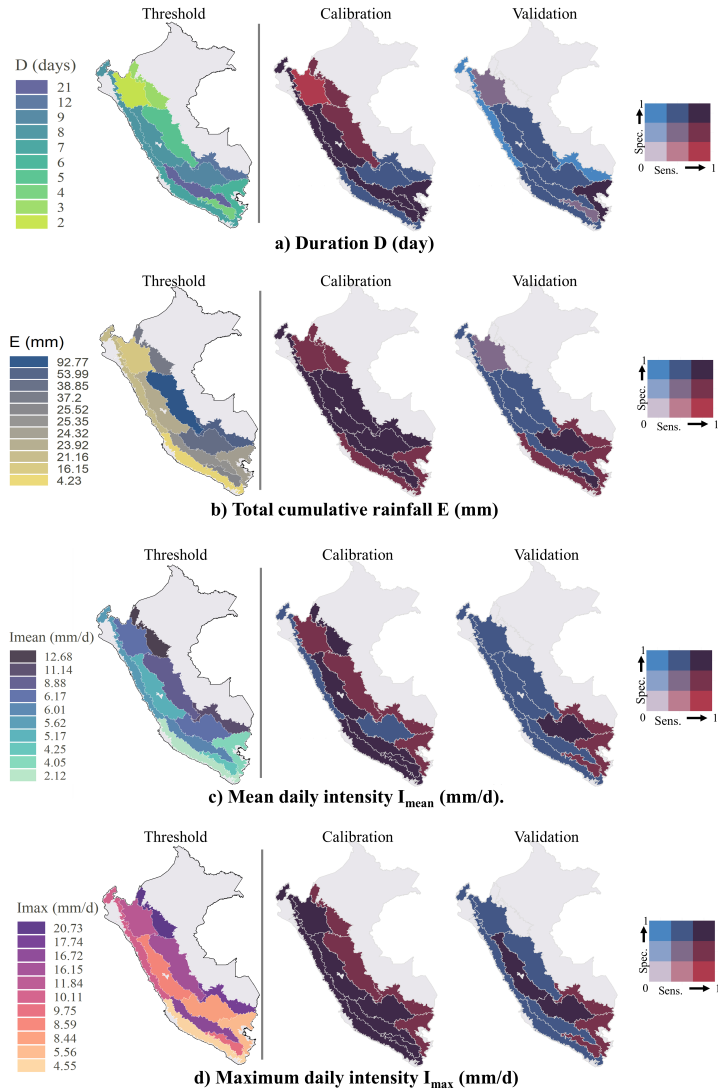 Threshold Calibration Validation
D (days)
21
12
9
8
7
6
5
4
3
2
1
Spec.
0 Sens. 1
a) Duration D (day)
Threshold Calibration Validation
E (mm)
92.77
53.99
38.85
37.2
25.52
25.35
24.32
23.92
21.16
16.15
4.23
1
Spec.
0 Sens. 1
b) Total cumulative rainfall E (mm)
Threshold Calibration Validation
Imean (mm/d)
12.68
11.14
8.88
6.17
6.01
5.62
5.17
4.25
4.05
2.12
1
Spec.
0 Sens. 1
c) Mean daily intensity Imean (mm/d).
Threshold Calibration Validation
Imax (mm/d)
20.73
17.74
16.72
16.15
11.84
10.11
9.75
8.59
8.44
5.56
4.55
1
Spec.
0 Sens. 1
d) Maximum daily intensity Imax (mm/d)